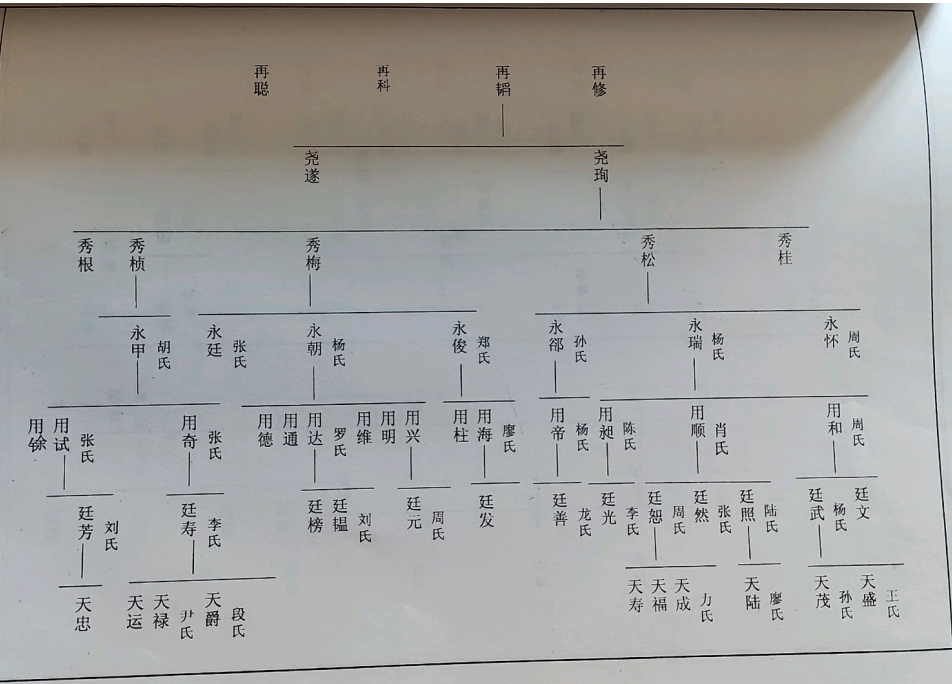 再修
再韬
再科
再聪
尧珣
尧遂
秀桂
秀松
秀梅
秀桢
秀根
永怀
周氏
永瑞
杨氏
永郤
孙氏
永俊
郑氏
永朝
杨氏
永廷
张氏
永甲
胡氏
用和
周氏
用顺
肖氏
用昶
陈氏
用帝
杨氏
用海
廖氏
用柱
用兴
用明
用维
用达
罗氏
用通
用德
用奇
张氏
用试
张氏
用馀
廷文
廷武
杨氏
廷照
陆氏
廷然
张氏
廷恕
周氏
廷光
李氏
廷善
龙氏
廷发
廷元
周氏
廷韫
刘氏
廷榜
廷寿
李氏
廷芳
刘氏
天盛
王氏
天茂
孙氏
天陆
廖氏
天成
力氏
天福
天寿
天爵
段氏
天禄
尹氏
天运
天忠